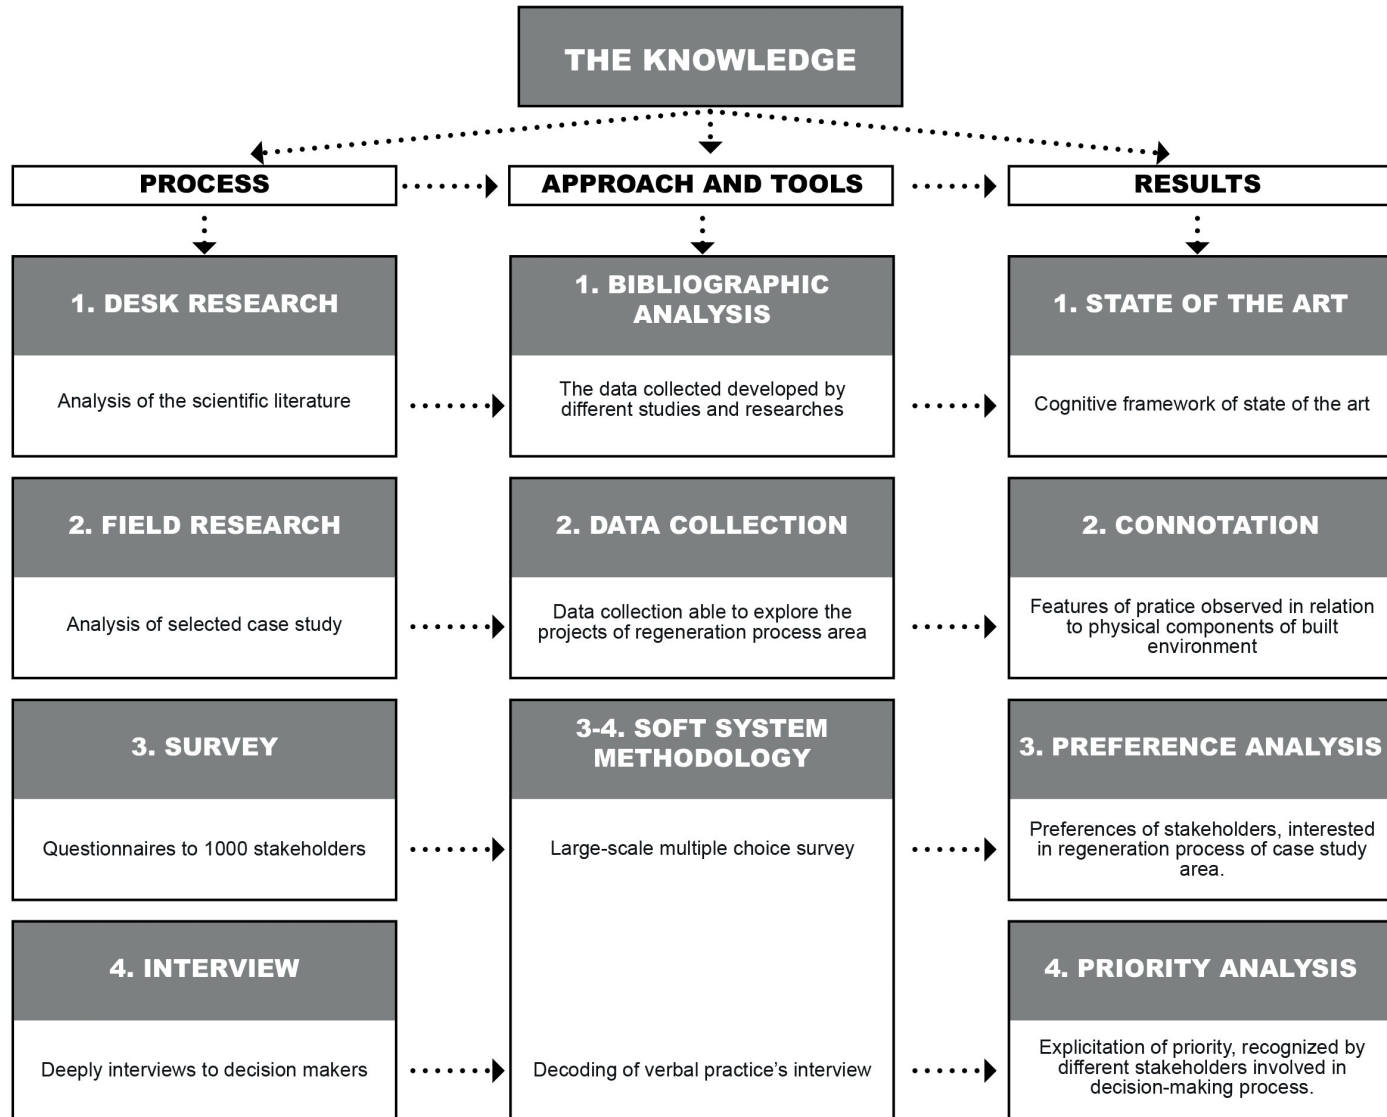 THE KNOWLEDGE
PROCESS
APPROACH AND TOOLS
RESULTS
1. DESK RESEARCH
Analysis of the scientific literature
1. BIBLIOGRAPHIC
ANALYSIS
The data collected developed by
different studies and researches
1. STATE OF THE ART
Cognitive framework of state of the art
2. FIELD RESEARCH
Analysis of selected case study
2. DATA COLLECTION
Data collection able to explore the
projects of regeneration process area
2. CONNOTATION
Features of pratice observed in relation
to physical components of built
environment
3. SURVEY
Questionnaires to 1000 stakeholders
3-4. SOFT SYSTEM
METHODOLOGY
Large-scale multiple choice survey
3. PREFERENCE ANALYSIS
Preferences of stakeholders, interested
in regeneration process of case study
area.
4. INTERVIEW
Deeply interviews to decision makers
Decoding of verbal practice's interview
4. PRIORITY ANALYSIS
Explicitation of priority, recognized by
different stakeholders involved in
decision-making process.